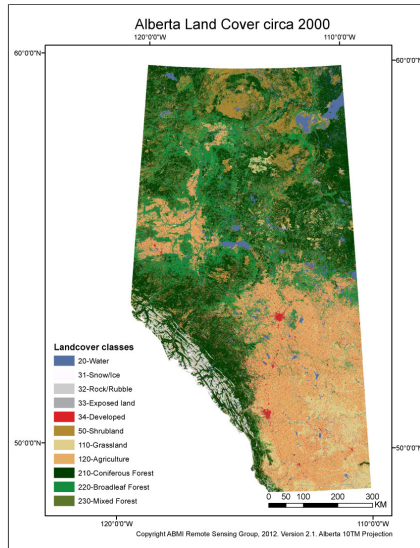 Alberta Land Cover circa 2000
120°0'0"W 110°0'0"W
60°0'0"N 60°0'0"N
Landcover classes
20-Water
31-Snow/Ice
32-Rock/Rubble
33-Exposed land
34-Developed
50-Shrubland
110-Grassland
120-Agriculture
210-Coniferous Forest
220-Broadleaf Forest
230-Mixed Forest
50°0'0"N 50°0'0"N
0 50 100 200 300
KM
120°0'0"W 110°0'0"W
Copyright ABMI Remote Sensing Group, 2012. Version 2.1. Alberta 10TM Projection